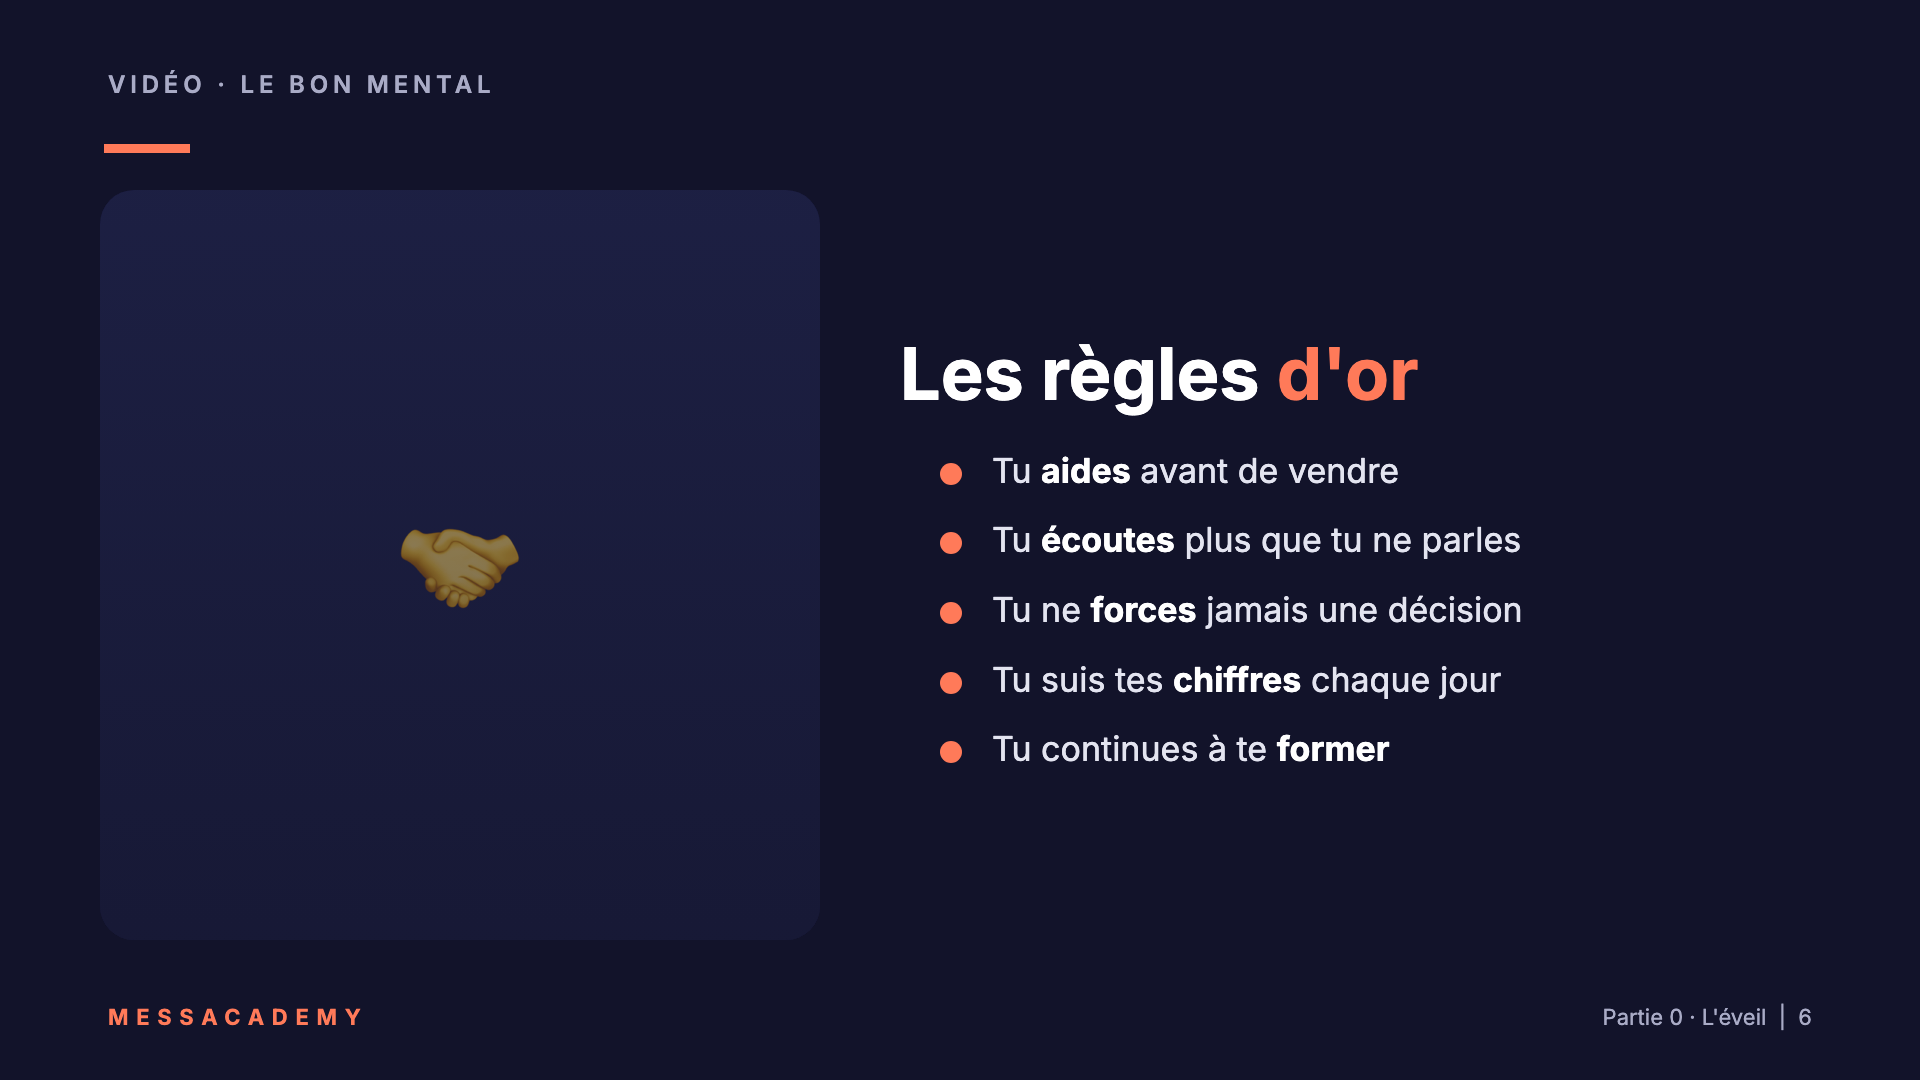 VIDÉO · LE BON MENTAL
Les règles d'or
Tu aides avant de vendre
Tu écoutes plus que tu ne parles
Tu ne forces jamais une décision
Tu suis tes chiffres chaque jour
Tu continues à te former
MESSACADEMY
Partie 0 · L'éveil | 6